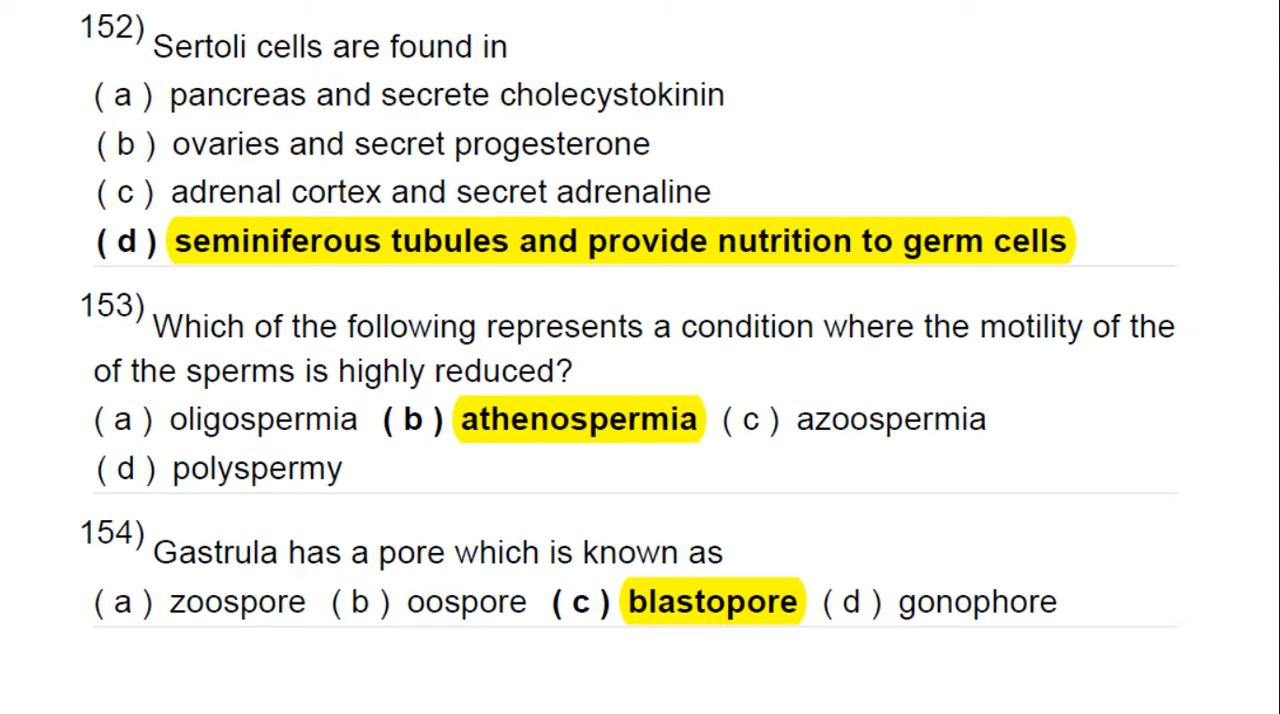 152) Sertoli cells are found in
( a ) pancreas and secrete cholecystokinin
( b ) ovaries and secret progesterone
( c ) adrenal cortex and secret adrenaline
( d ) seminiferous tubules and provide nutrition to germ cells
153) Which of the following represents a condition where the motility of the
of the sperms is highly reduced?
( a ) oligospermia ( b ) athenospermia ( c ) azoospermia
( d ) polyspermy
154) Gastrula has a pore which is known as
( a ) zoospore ( b ) oospore ( c ) blastopore ( d ) gonophore